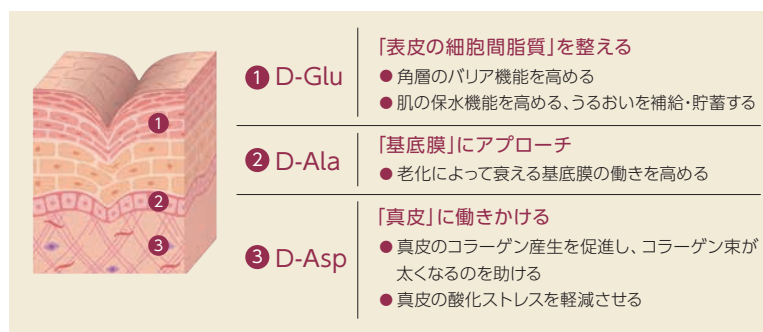 1
2
3
1 D-Glu
「表皮の細胞間脂質」を整える
● 角層のバリア機能を高める
● 肌の保水機能を高める、うるおいを補給・貯蓄する
2 D-Ala
「基底膜」にアプローチ
● 老化によって衰える基底膜の働きを高める
3 D-Asp
「真皮」に働きかける
● 真皮のコラーゲン産生を促進し、コラーゲン束が
太くなるのを助ける
● 真皮の酸化ストレスを軽減させる